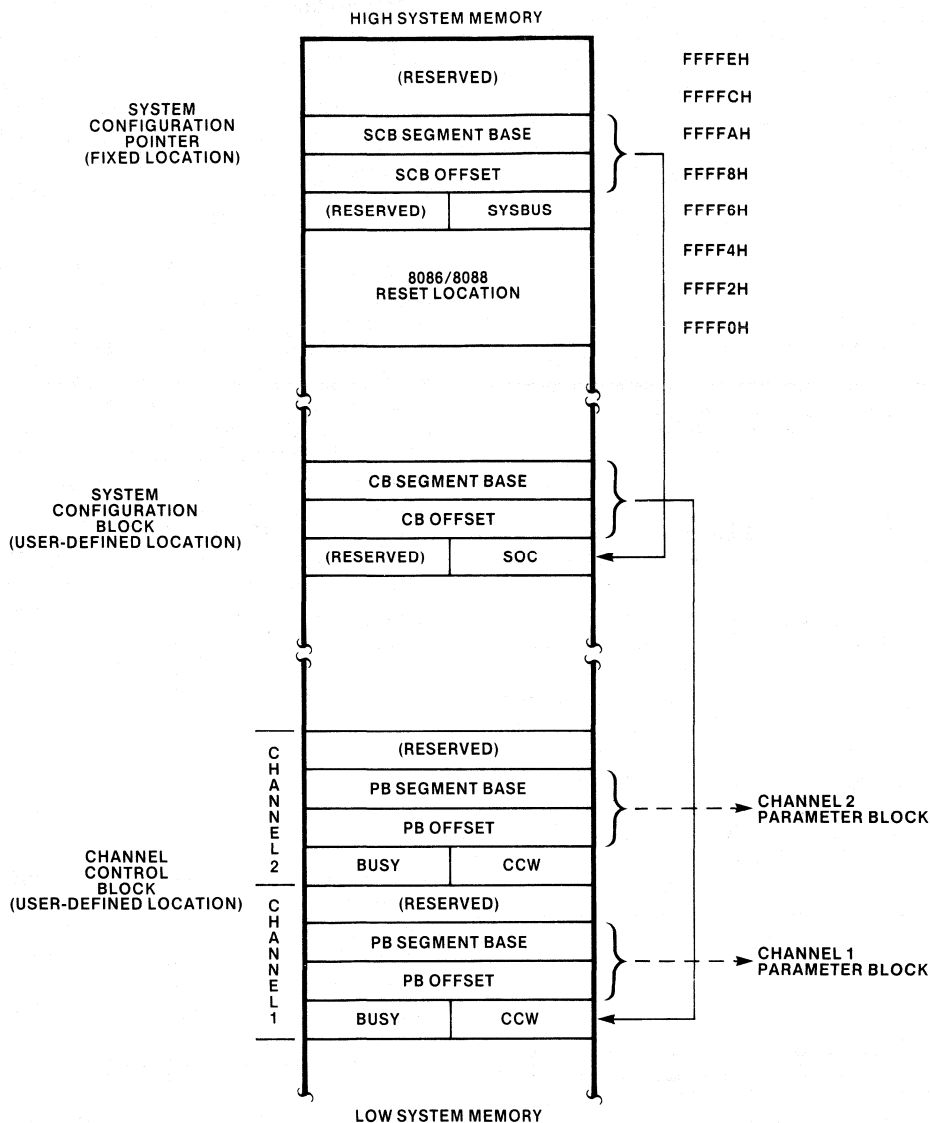 HIGH SYSTEM MEMORY
(RESERVED)
FFFFEH
FFFFCH
SYSTEM
CONFIGURATION
POINTER
(FIXED LOCATION)
SCB SEGMENT BASE
FFFFAH
SCB OFFSET
FFFF8H
(RESERVED) SYSBUS
FFFF6H
8086/8088
RESET LOCATION
FFFF4H
FFFF2H
FFFF0H
SYSTEM
CONFIGURATION
BLOCK
(USER-DEFINED LOCATION)
CB SEGMENT BASE
CB OFFSET
(RESERVED) SOC
CHANNEL
CONTROL
BLOCK
(USER-DEFINED LOCATION)
CHANNEL 2
(RESERVED)
PB SEGMENT BASE
PB OFFSET
BUSY CCW
CHANNEL 2
PARAMETER BLOCK
CHANNEL 1
(RESERVED)
PB SEGMENT BASE
PB OFFSET
BUSY CCW
CHANNEL 1
PARAMETER BLOCK
LOW SYSTEM MEMORY